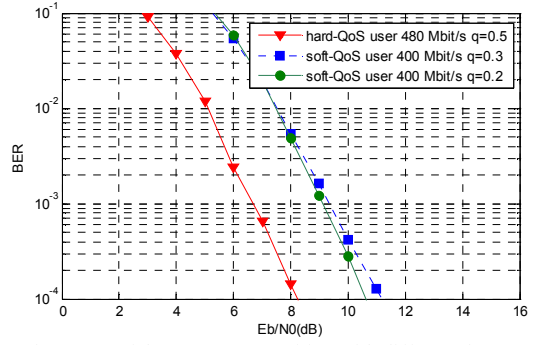 10^-1
10^-2
10^-3
10^-4
BER
hard-QoS user 480 Mbit/s q=0.5
soft-QoS user 400 Mbit/s q=0.3
soft-QoS user 400 Mbit/s q=0.2
0 2 4 6 8 10 12 14 16
Eb/N0(dB)